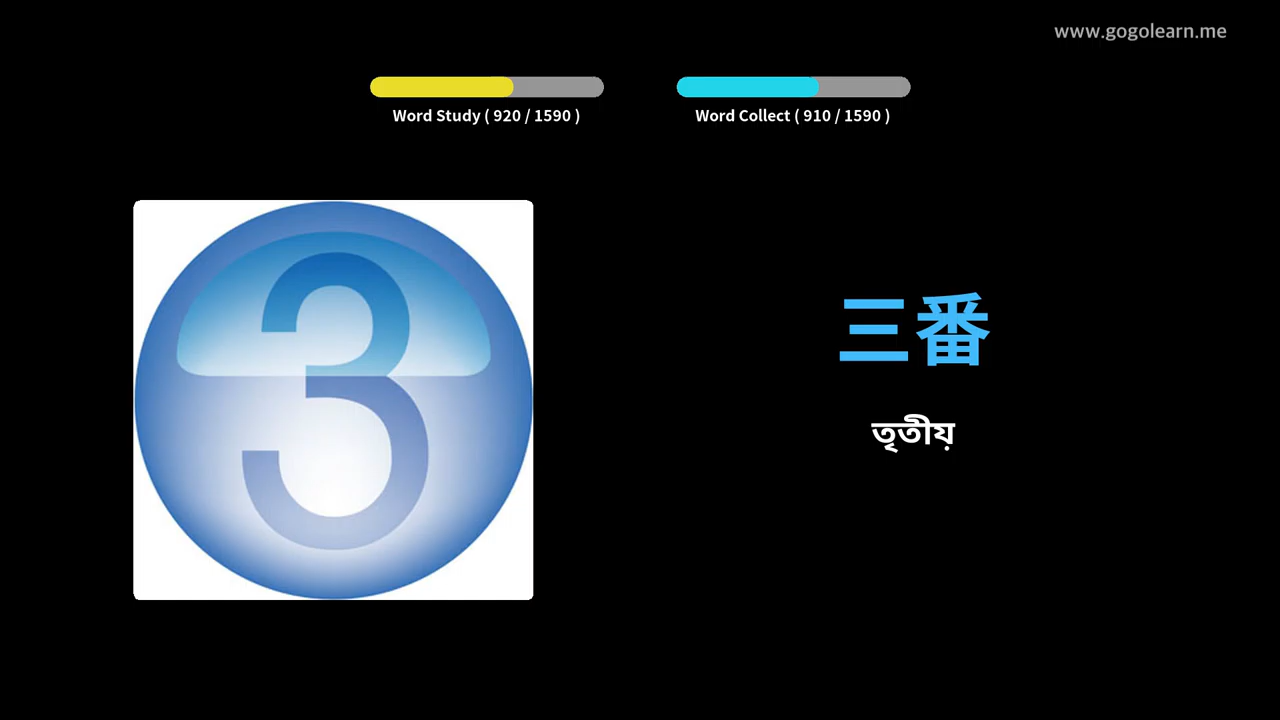 www.gogolearn.me
Word Study ( 920 / 1590 )
Word Collect ( 910 / 1590 )
3
三番
তৃতীয়